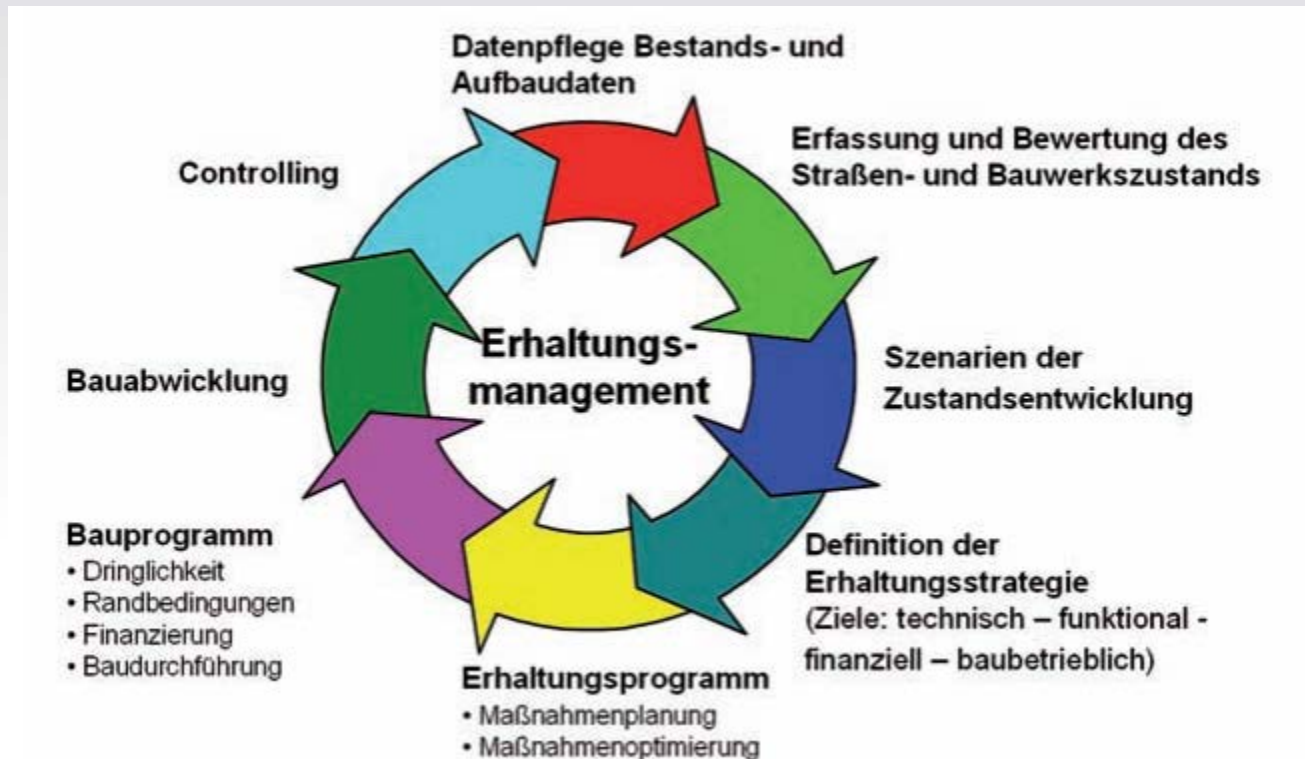 Datenpflege Bestands- und
Aufbaudaten
Erfassung und Bewertung des
Straßen- und Bauwerkszustands
Szenarien der
Zustandsentwicklung
Definition der
Erhaltungsstrategie
(Ziele: technisch – funktional -
finanziell – baubetrieblich)
Erhaltungsprogramm
• Maßnahmenplanung
• Maßnahmenoptimierung
Bauprogramm
• Dringlichkeit
• Randbedingungen
• Finanzierung
• Baudurchführung
Bauabwicklung
Controlling
Erhaltungs-
management